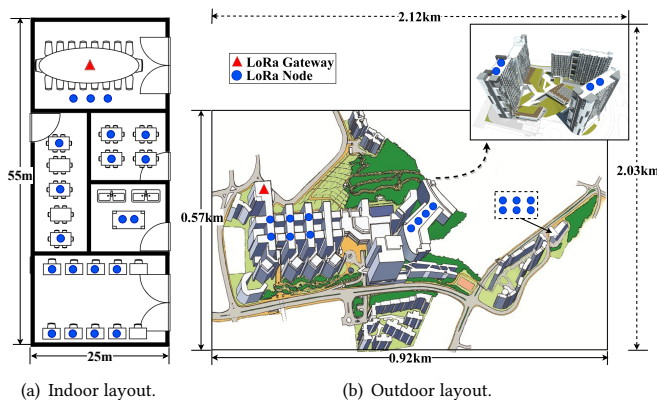 2.12km
LoRa Gateway
LoRa Node
55m
0.57km
2.03km
25m
0.92km
(a) Indoor layout.
(b) Outdoor layout.